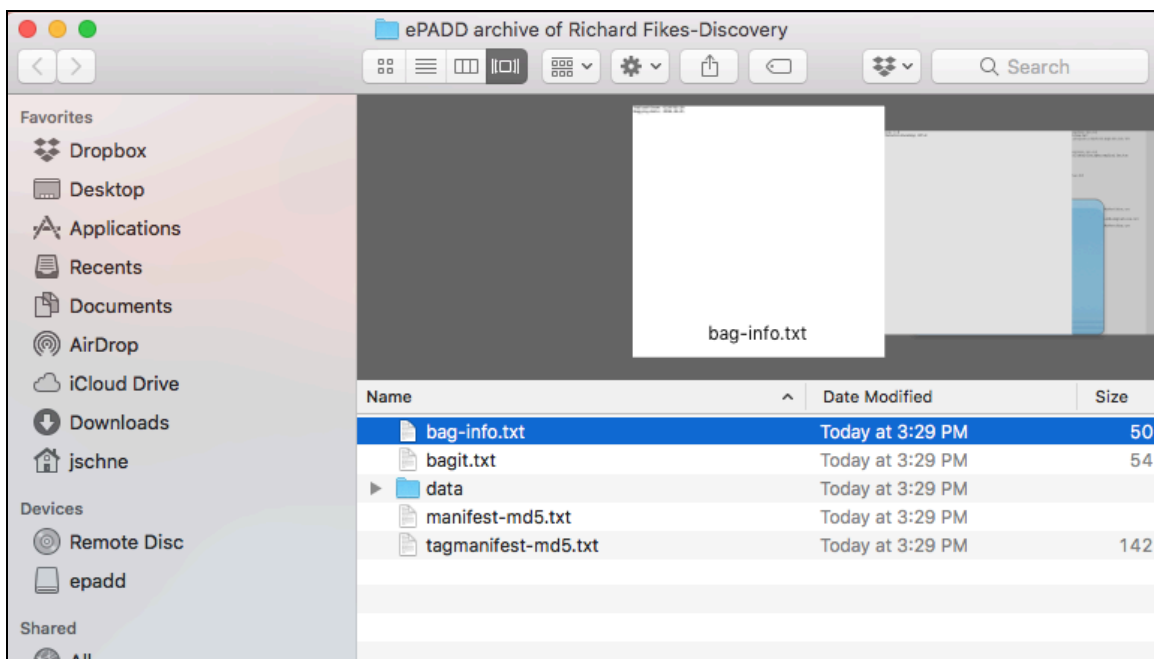 ePADD archive of Richard Fikes-Discovery
Search
Favorites
Dropbox
Desktop
Applications
Recents
Documents
AirDrop
iCloud Drive
Downloads
jschne
Devices
Remote Disc
epadd
Shared
All
bag-info.txt
Name Date Modified Size
bag-info.txt Today at 3:29 PM 50
bagit.txt Today at 3:29 PM 54
data Today at 3:29 PM
manifest-md5.txt Today at 3:29 PM
tagmanifest-md5.txt Today at 3:29 PM 142